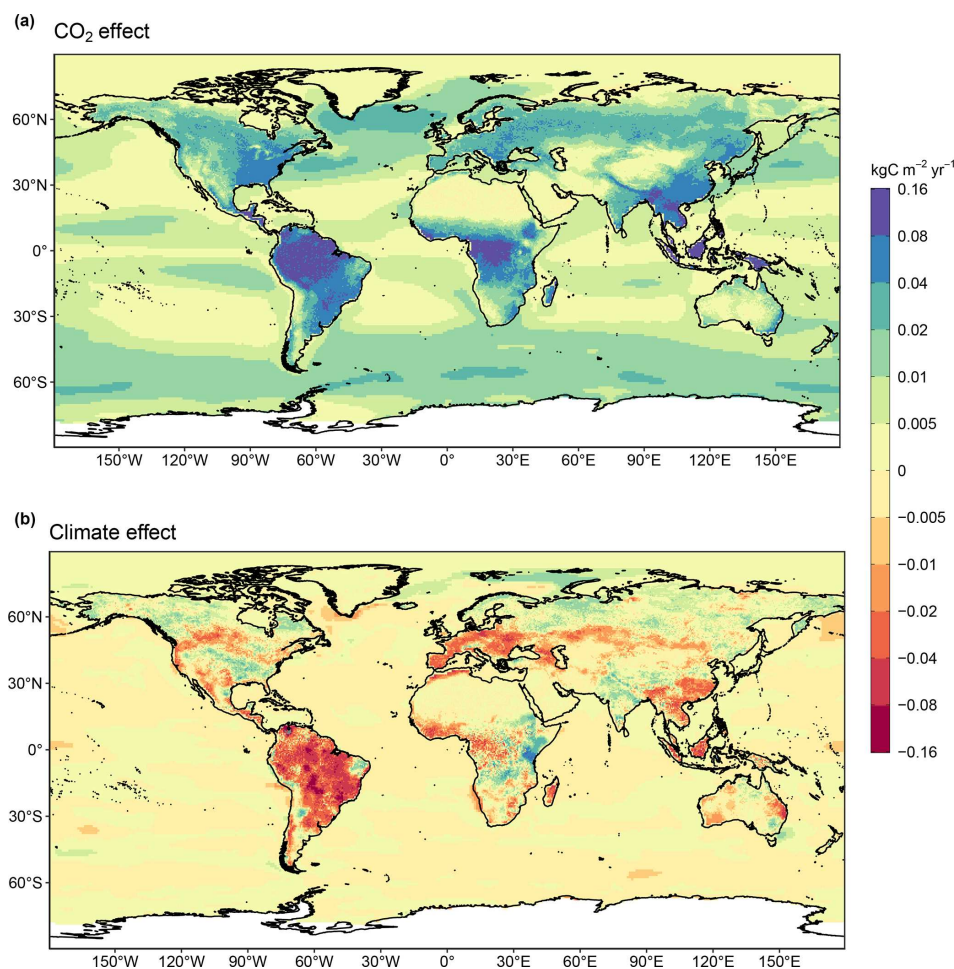 (a)
CO₂ effect
60°N
30°N
0°
30°S
60°S
150°W 120°W 90°W 60°W 30°W 0° 30°E 60°E 90°E 120°E 150°E
kgC m⁻² yr⁻¹
0.16
0.08
0.04
0.02
0.01
0.005
0
−0.005
−0.01
−0.02
−0.04
−0.08
−0.16
(b)
Climate effect
60°N
30°N
0°
30°S
60°S
150°W 120°W 90°W 60°W 30°W 0° 30°E 60°E 90°E 120°E 150°E